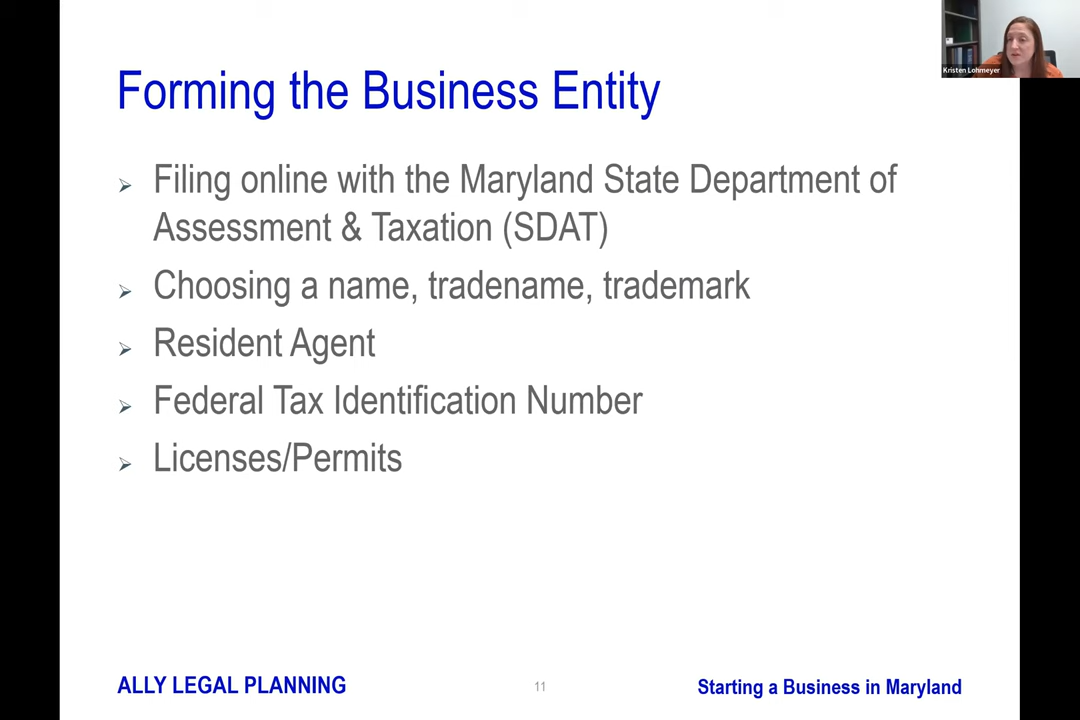 Kristen Lohmeyer
Forming the Business Entity
Filing online with the Maryland State Department of
Assessment & Taxation (SDAT)
Choosing a name, tradename, trademark
Resident Agent
Federal Tax Identification Number
Licenses/Permits
ALLY LEGAL PLANNING
11
Starting a Business in Maryland